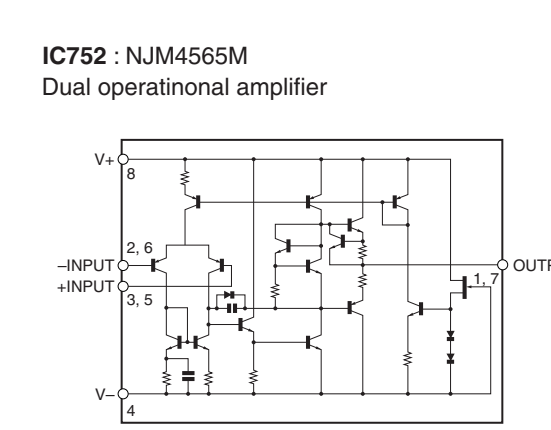 IC752 : NJM4565M
Dual operatinonal amplifier
V+
8
2, 6
–INPUT
+INPUT
3, 5
1, 7
V–
4